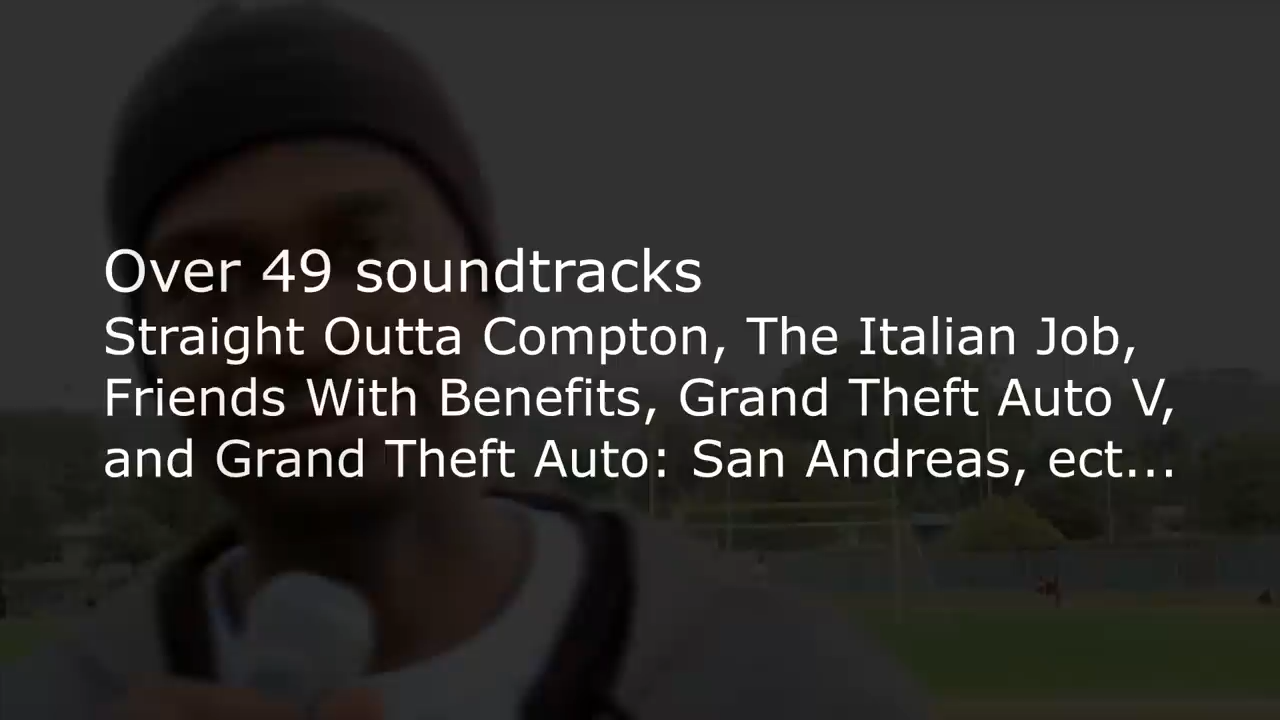 Over 49 soundtracks
Straight Outta Compton, The Italian Job,
Friends With Benefits, Grand Theft Auto V,
and Grand Theft Auto: San Andreas, ect...